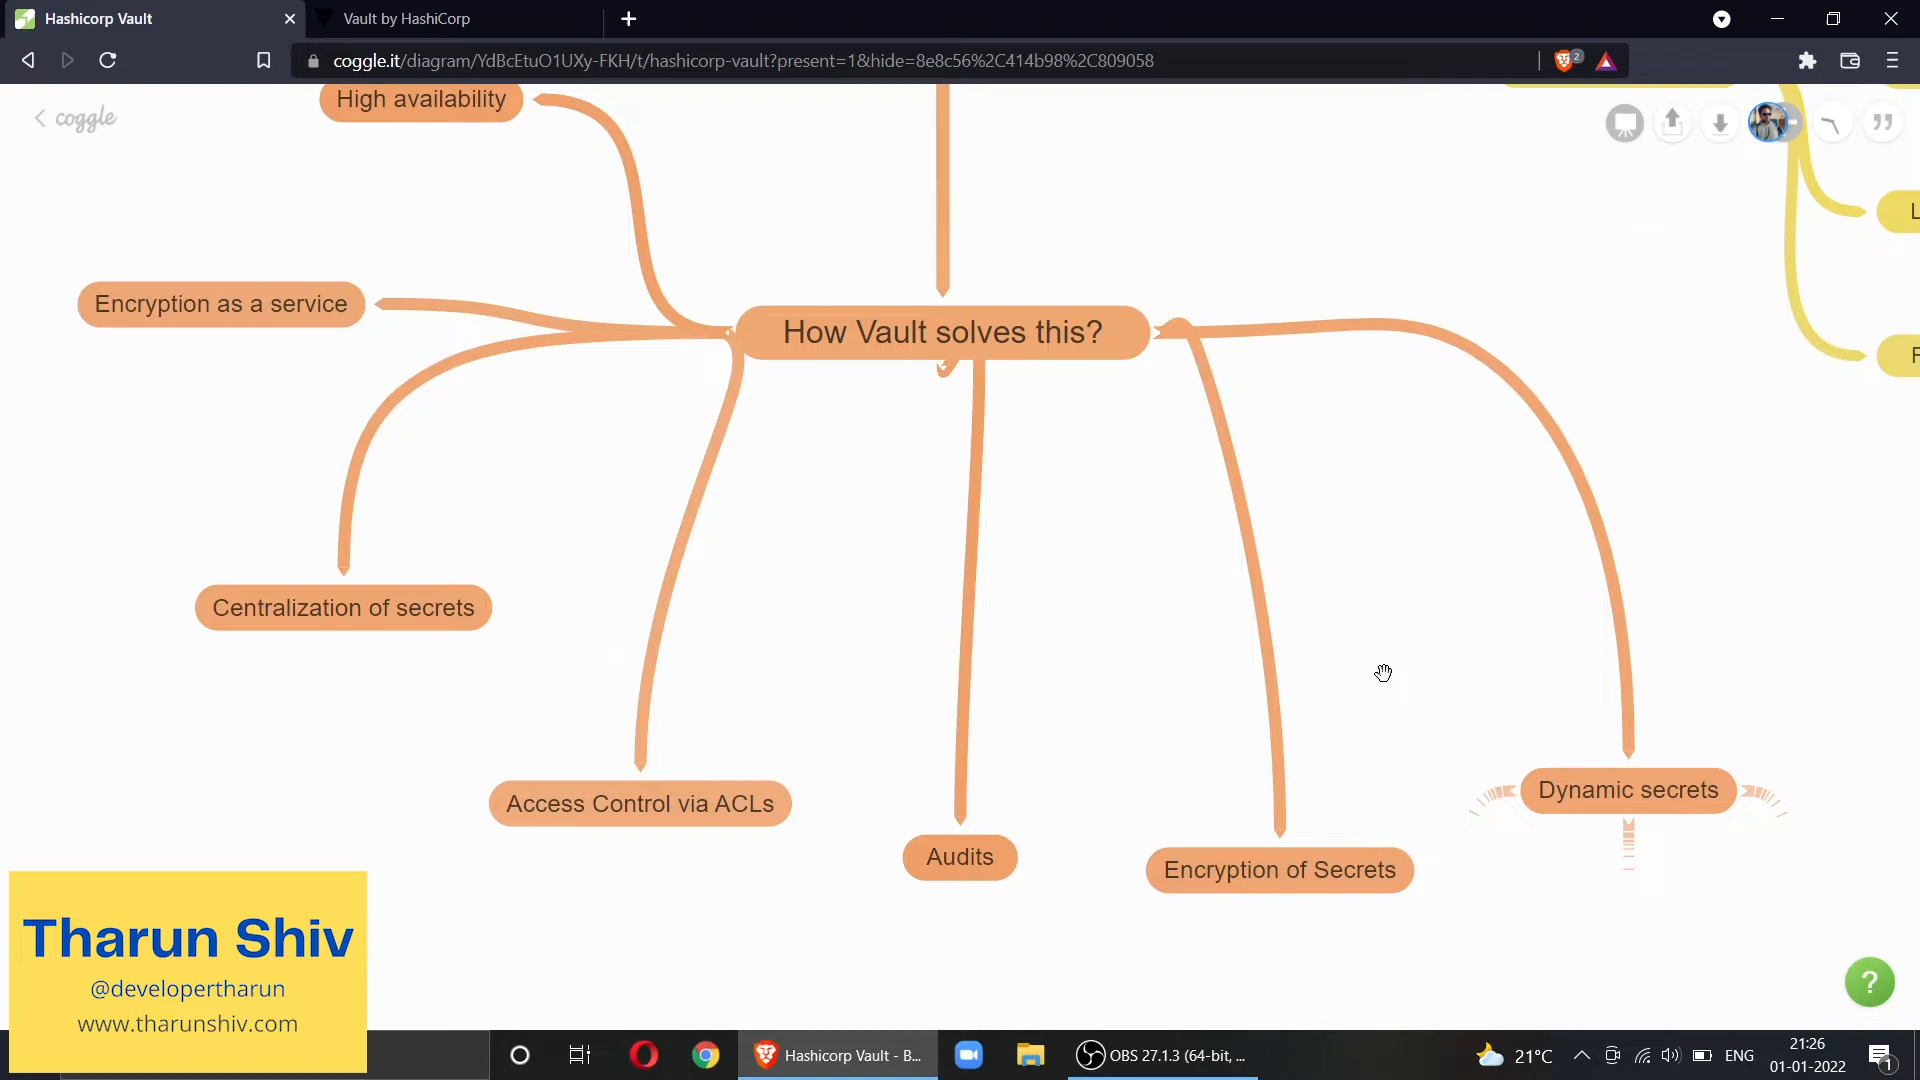 Hashicorp Vault
Vault by HashiCorp
coggle.it/diagram/YdBcEtuO1UXy-FKH/t/hashicorp-vault?present=1&hide=8e8c56%2C414b98%2C809058
2
coggle
High availability
L
Encryption as a service
How Vault solves this?
F
Centralization of secrets
Access Control via ACLs
Dynamic secrets
Audits
Encryption of Secrets
Tharun Shiv
@developertharun
www.tharunshiv.com
?
Hashicorp Vault - B...
OBS 27.1.3 (64-bit, ...
21°C
ENG
21:26
01-01-2022
1